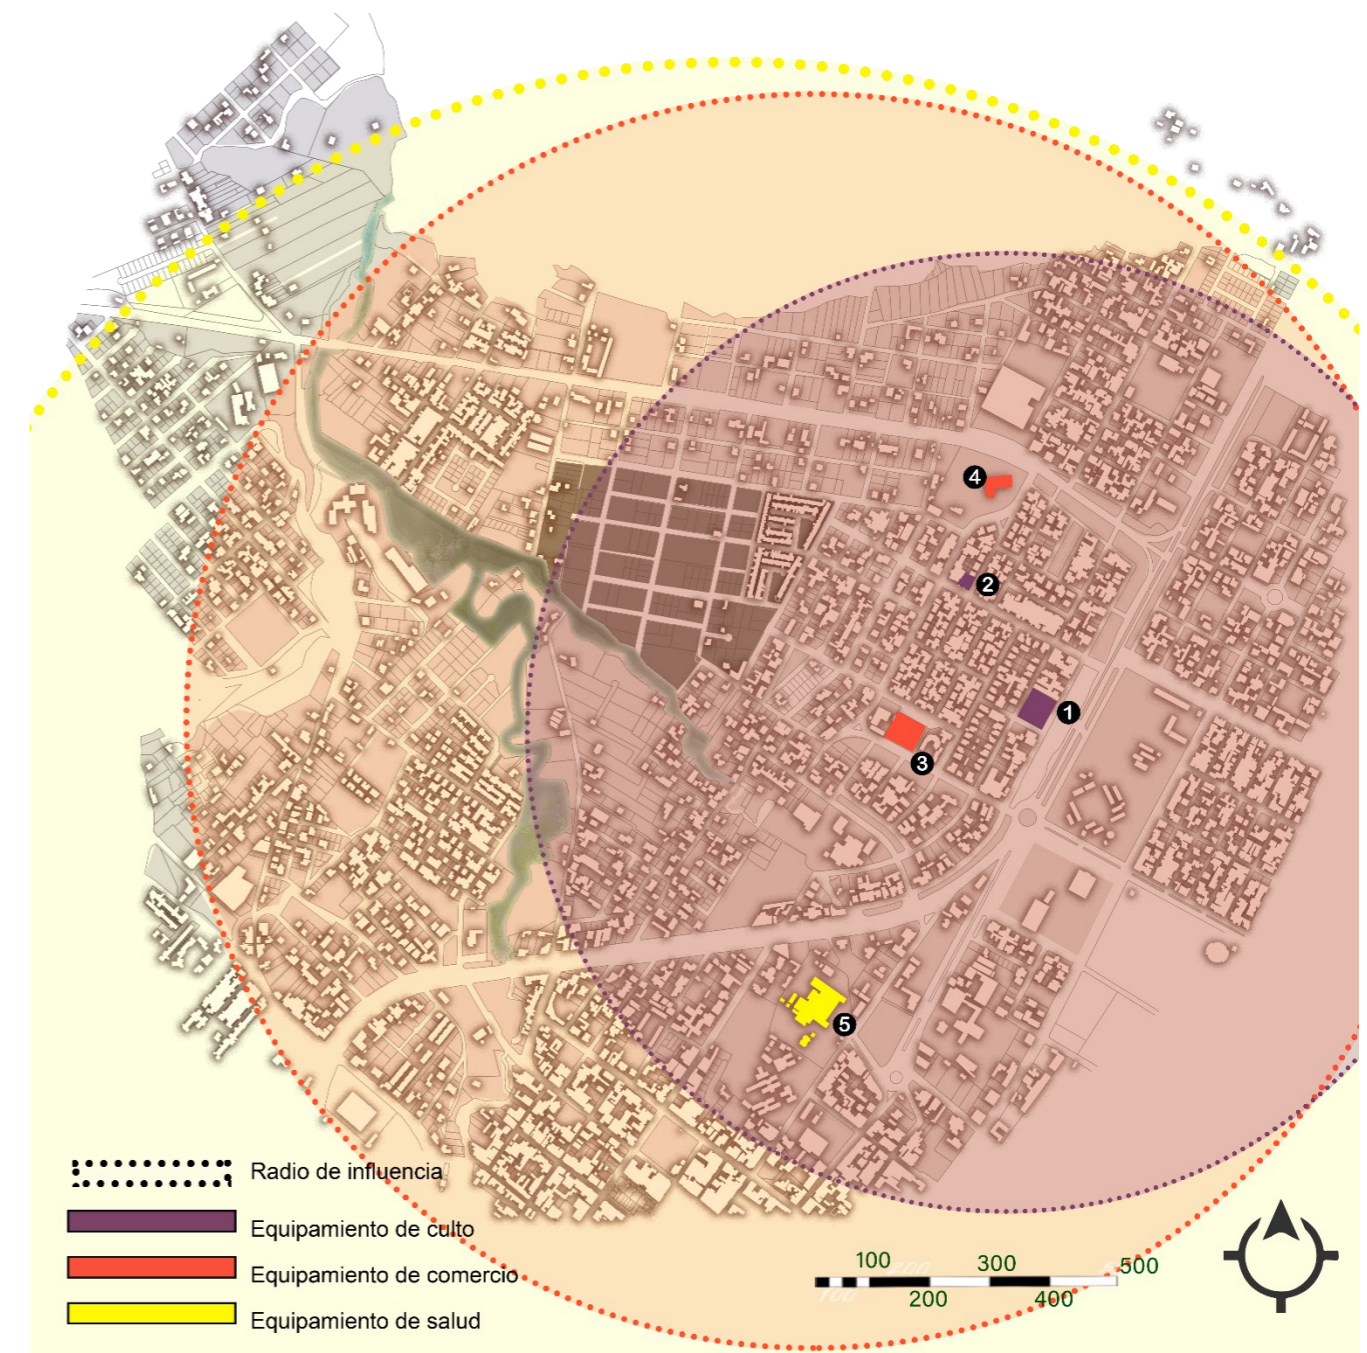 4
2
1
3
5
Radio de influencia
Equipamiento de culto
Equipamiento de comercio
Equipamiento de salud
100 300 500
200 400